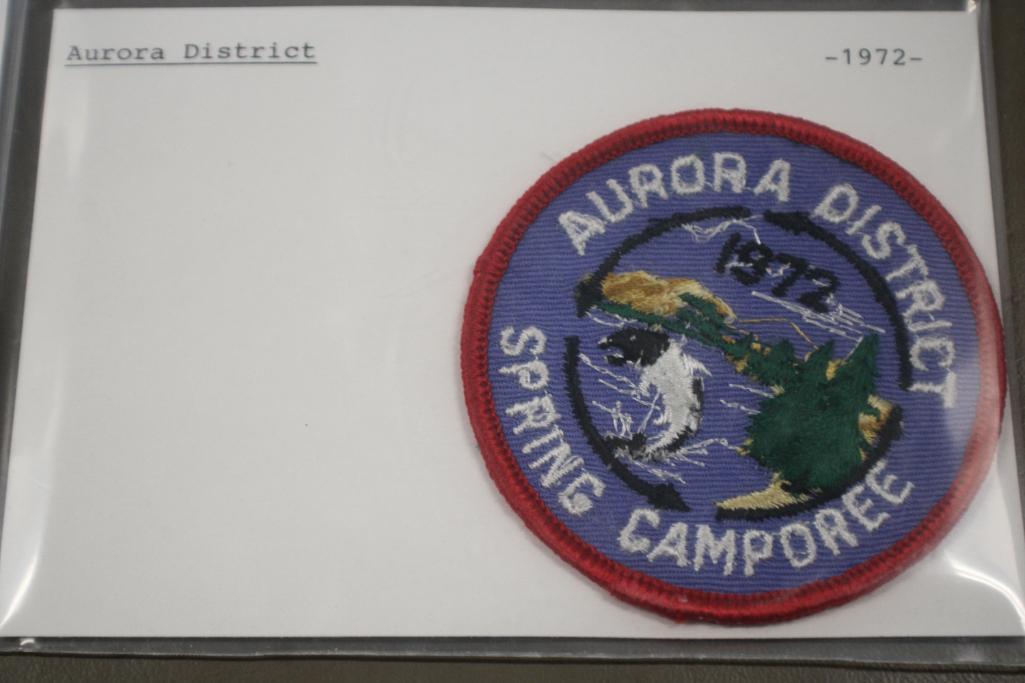 Aurora District
-1972-
AURORA DISTRICT
1972
SPRING CAMPOREE